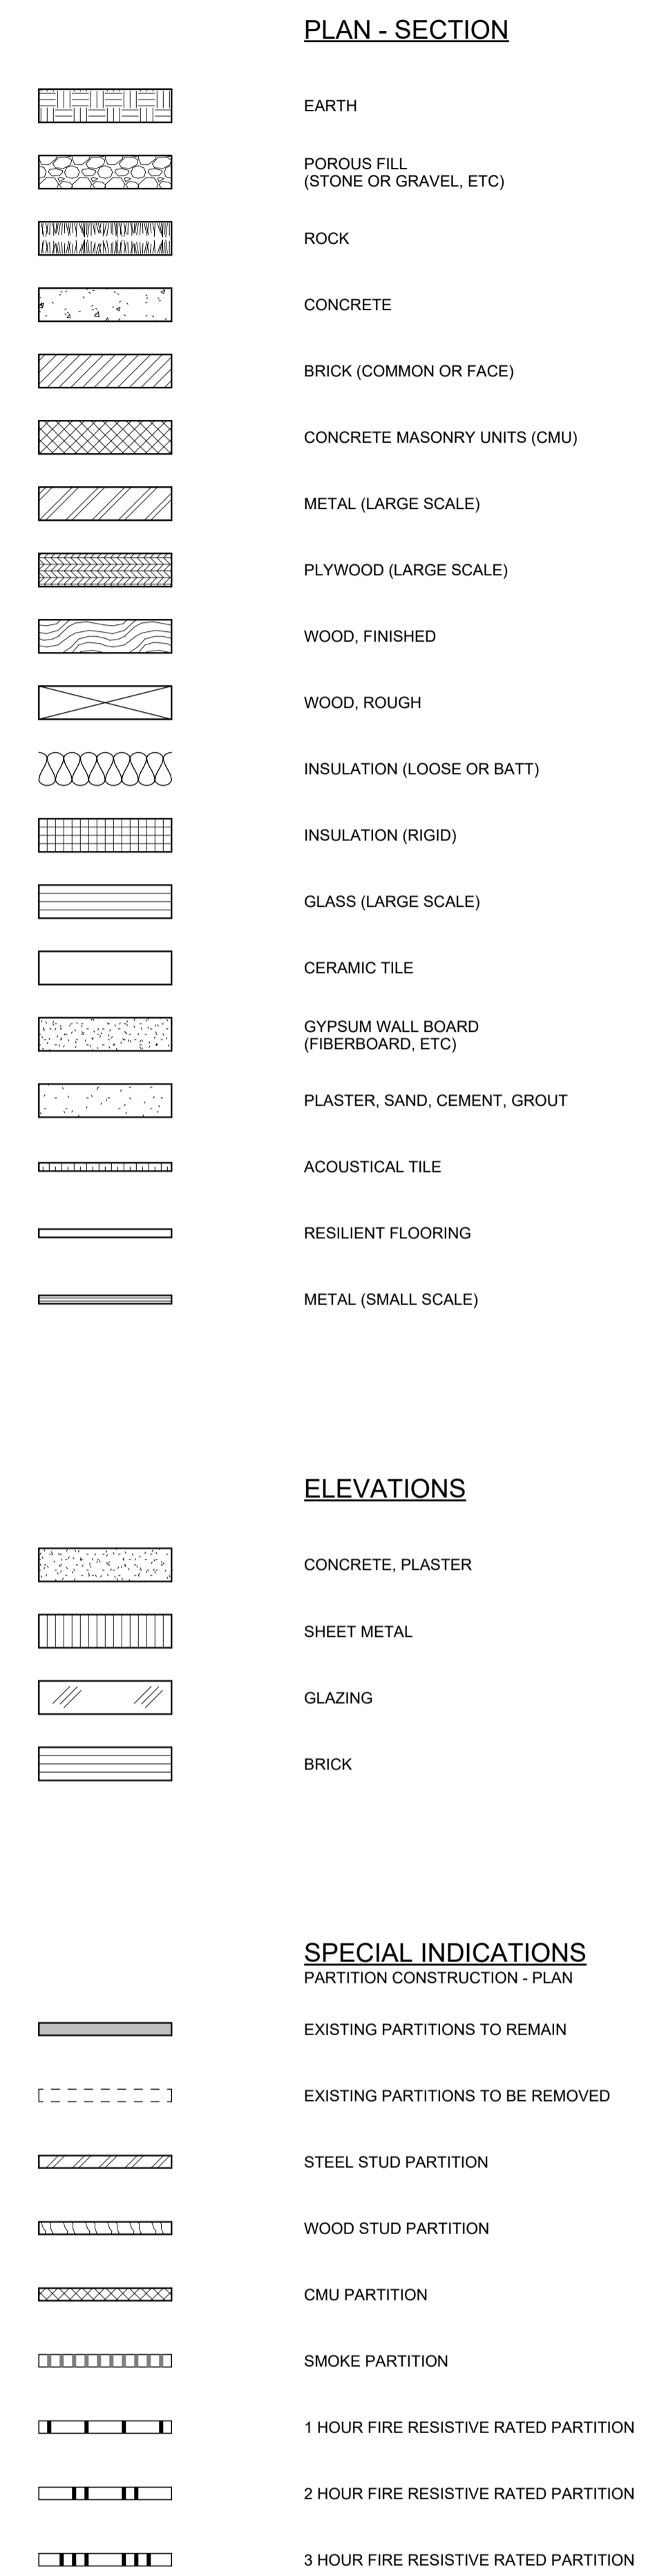 PLAN - SECTION
EARTH
POROUS FILL
(STONE OR GRAVEL, ETC)
ROCK
CONCRETE
BRICK (COMMON OR FACE)
CONCRETE MASONRY UNITS (CMU)
METAL (LARGE SCALE)
PLYWOOD (LARGE SCALE)
WOOD, FINISHED
WOOD, ROUGH
INSULATION (LOOSE OR BATT)
INSULATION (RIGID)
GLASS (LARGE SCALE)
CERAMIC TILE
GYPSUM WALL BOARD
(FIBERBOARD, ETC)
PLASTER, SAND, CEMENT, GROUT
ACOUSTICAL TILE
RESILIENT FLOORING
METAL (SMALL SCALE)
ELEVATIONS
CONCRETE, PLASTER
SHEET METAL
GLAZING
BRICK
SPECIAL INDICATIONS
PARTITION CONSTRUCTION - PLAN
EXISTING PARTITIONS TO REMAIN
EXISTING PARTITIONS TO BE REMOVED
STEEL STUD PARTITION
WOOD STUD PARTITION
CMU PARTITION
SMOKE PARTITION
1 HOUR FIRE RESISTIVE RATED PARTITION
2 HOUR FIRE RESISTIVE RATED PARTITION
3 HOUR FIRE RESISTIVE RATED PARTITION